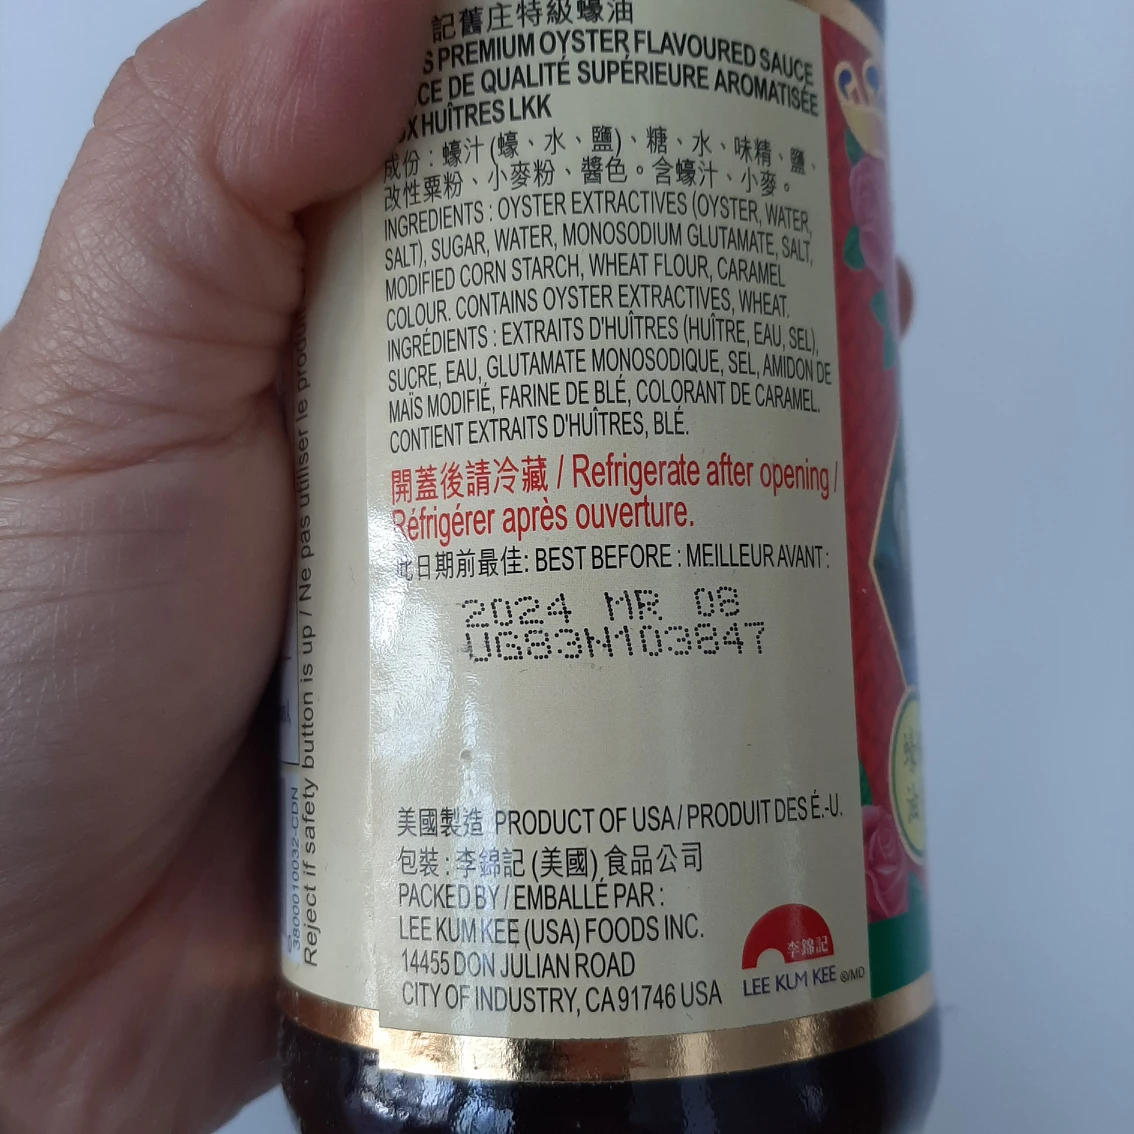 記舊庄特級蠔油
PREMIUM OYSTER FLAVOURED SAUCE
DE QUALITÉ SUPÉRIEURE AROMATISÉE
HUÎTRES LKK
成份 : 蠔汁 (蠔、水、鹽)、糖、水、味精、鹽、
改性粟粉、小麥粉、醬色。含蠔汁、小麥。
INGREDIENTS : OYSTER EXTRACTIVES (OYSTER, WATER,
SALT), SUGAR, WATER, MONOSODIUM GLUTAMATE, SALT,
MODIFIED CORN STARCH, WHEAT FLOUR, CARAMEL
COLOUR. CONTAINS OYSTER EXTRACTIVES, WHEAT.
INGRÉDIENTS : EXTRAITS D'HUÎTRES (HUÎTRE, EAU, SEL),
SUCRE, EAU, GLUTAMATE MONOSODIQUE, SEL, AMIDON DE
MAÏS MODIFIÉ, FARINE DE BLÉ, COLORANT DE CARAMEL.
CONTIENT EXTRAITS D'HUÎTRES, BLÉ.
開蓋後請冷藏 / Refrigerate after opening /
Réfrigérer après ouverture.
此日期前最佳: BEST BEFORE : MEILLEUR AVANT :
2024 MR 08
UG83N103847
美國製造 PRODUCT OF USA / PRODUIT DES É.-U.
包裝 : 李錦記 (美國) 食品公司
PACKED BY / EMBALLÉ PAR :
LEE KUM KEE (USA) FOODS INC.
14455 DON JULIAN ROAD
CITY OF INDUSTRY, CA 91746 USA
李錦記
LEE KUM KEE ®/MD
Reject if safety button is up / Ne pas utiliser le
3800010032-CDN